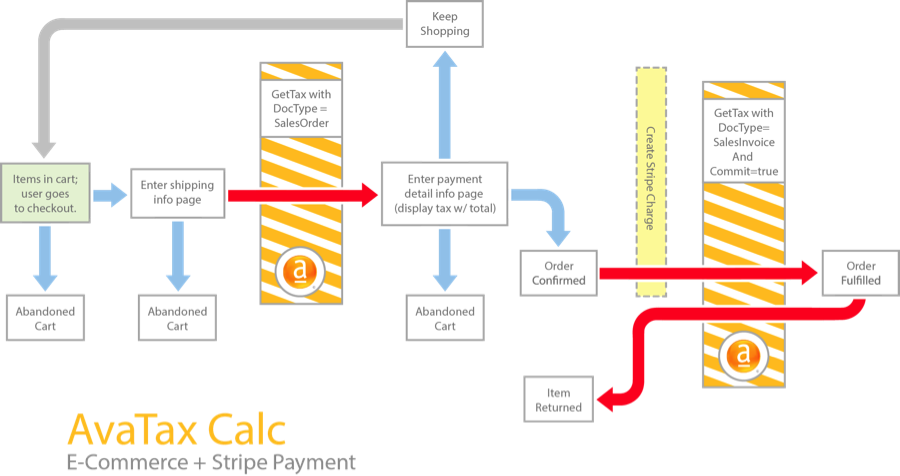 Keep
Shopping
GetTax with
DocType =
SalesOrder
GetTax with
DocType=
SalesInvoice
And
Commit=true
Create Stripe Charge
Items in cart;
user goes
to checkout.
Enter shipping
info page
Enter payment
detail info page
(display tax w/ total)
Order
Confirmed
Order
Fulfilled
Abandoned
Cart
Abandoned
Cart
Abandoned
Cart
a
a
Item
Returned
AvaTax Calc
E-Commerce + Stripe Payment